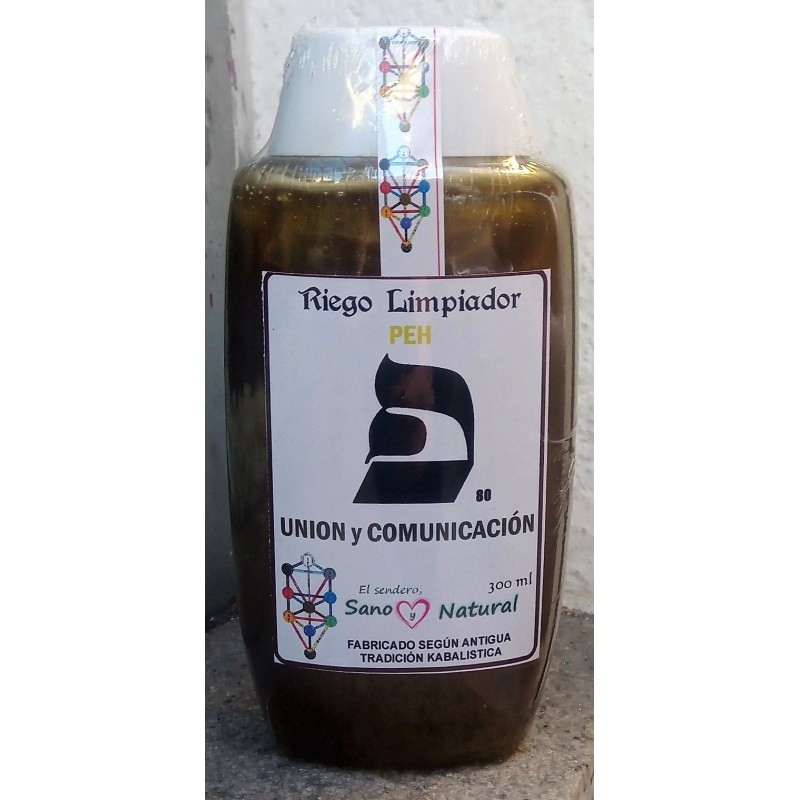 Riego Limpiador
PEH
פ
80
UNION y COMUNICACIÓN
300 ml
El sendero,
Sano y Natural
FABRICADO SEGÚN ANTIGUA
TRADICIÓN KABALISTICA